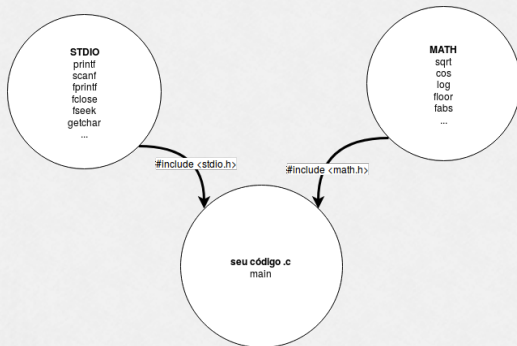 STDIO
printf
scanf
fprintf
fclose
fseek
getchar
...
MATH
sqrt
cos
log
floor
fabs
...
#include <stdio.h>
#include <math.h>
seu código .c
main